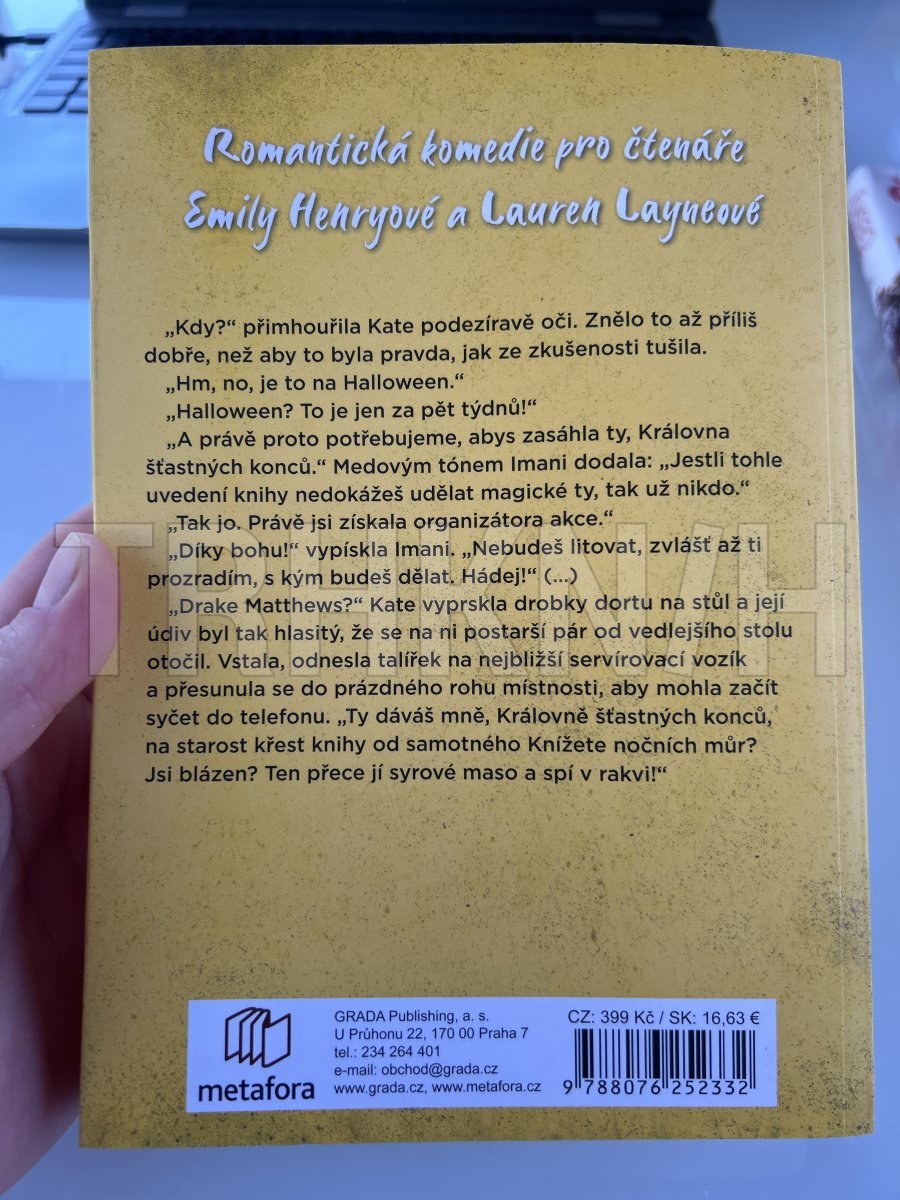 Romantická komedie pro čtenáře
Emily Henryové a Lauren Layneové
„Kdy?“ přimhouřila Kate podezíravě oči. Znělo to až příliš
dobře, než aby to byla pravda, jak ze zkušenosti tušila.
„Hm, no, je to na Halloween.“
„Halloween? To je jen za pět týdnů!“
„A právě proto potřebujeme, abys zasáhla ty, Královna
šťastných konců.“ Medovým tónem Imani dodala: „Jestli tohle
uvedení knihy nedokážeš udělat magické ty, tak už nikdo.“
„Tak jo. Právě jsi získala organizátora akce.“
„Díky bohu!“ vypískla Imani. „Nebudeš litovat, zvlášť až ti
prozradím, s kým budeš dělat. Hádej!“ (...)
„Drake Matthews?“ Kate vyprskla drobky dortu na stůl a její
údiv byl tak hlasitý, že se na ni postarší pár od vedlejšího stolu
otočil. Vstala, odnesla talířek na nejbližší servírovací vozík
a přesunula se do prázdného rohu místnosti, aby mohla začít
syčet do telefonu. „Ty dáváš mně, Královně šťastných konců,
na starost křest knihy od samotného Knížete nočních můr?
Jsi blázen? Ten přece jí syrové maso a spí v rakvi!“
TRHKNIH
metafora
GRADA Publishing, a. s.
U Průhonu 22, 170 00 Praha 7
tel.: 234 264 401
e-mail: obchod@grada.cz
www.grada.cz, www.metafora.cz
CZ: 399 Kč / SK: 16,63 €
9 788076 252332